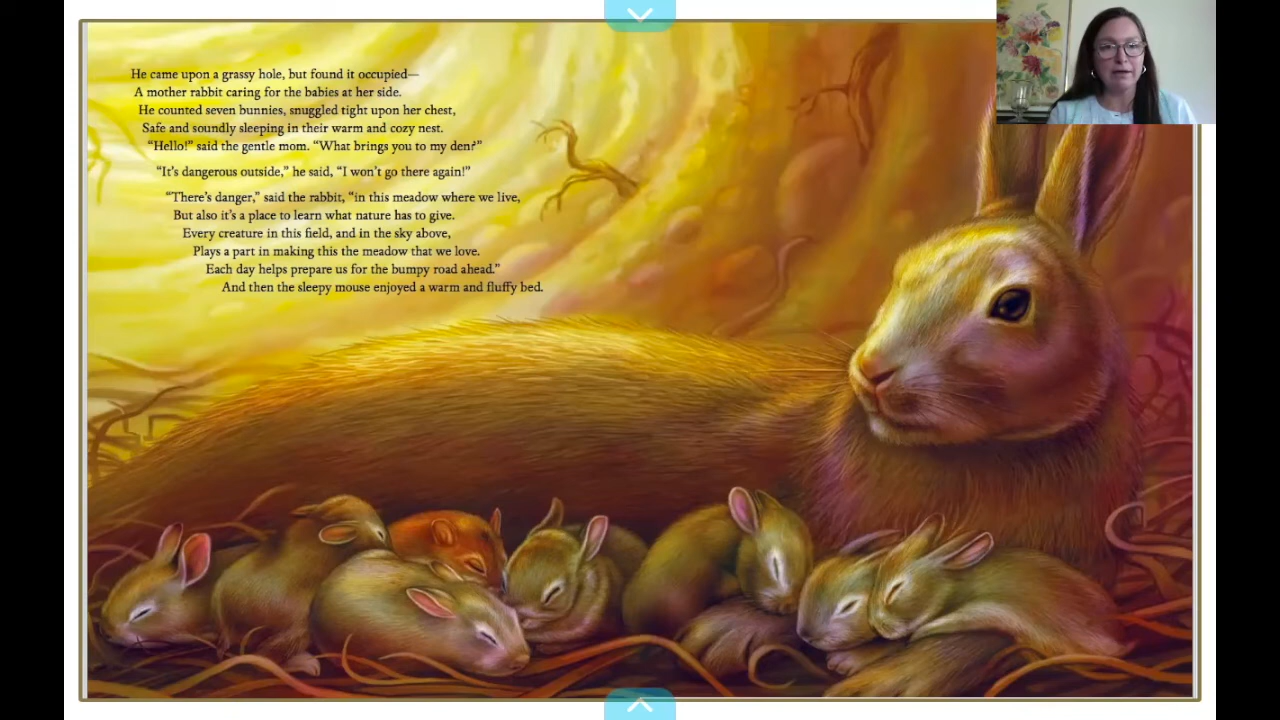 He came upon a grassy hole, but found it occupied—
A mother rabbit caring for the babies at her side.
He counted seven bunnies, snuggled tight upon her chest,
Safe and soundly sleeping in their warm and cozy nest.
“Hello!” said the gentle mom. “What brings you to my den?”
“It’s dangerous outside,” he said, “I won’t go there again!”
“There’s danger,” said the rabbit, “in this meadow where we live,
But also it’s a place to learn what nature has to give.
Every creature in this field, and in the sky above,
Plays a part in making this the meadow that we love.
Each day helps prepare us for the bumpy road ahead.”
And then the sleepy mouse enjoyed a warm and fluffy bed.